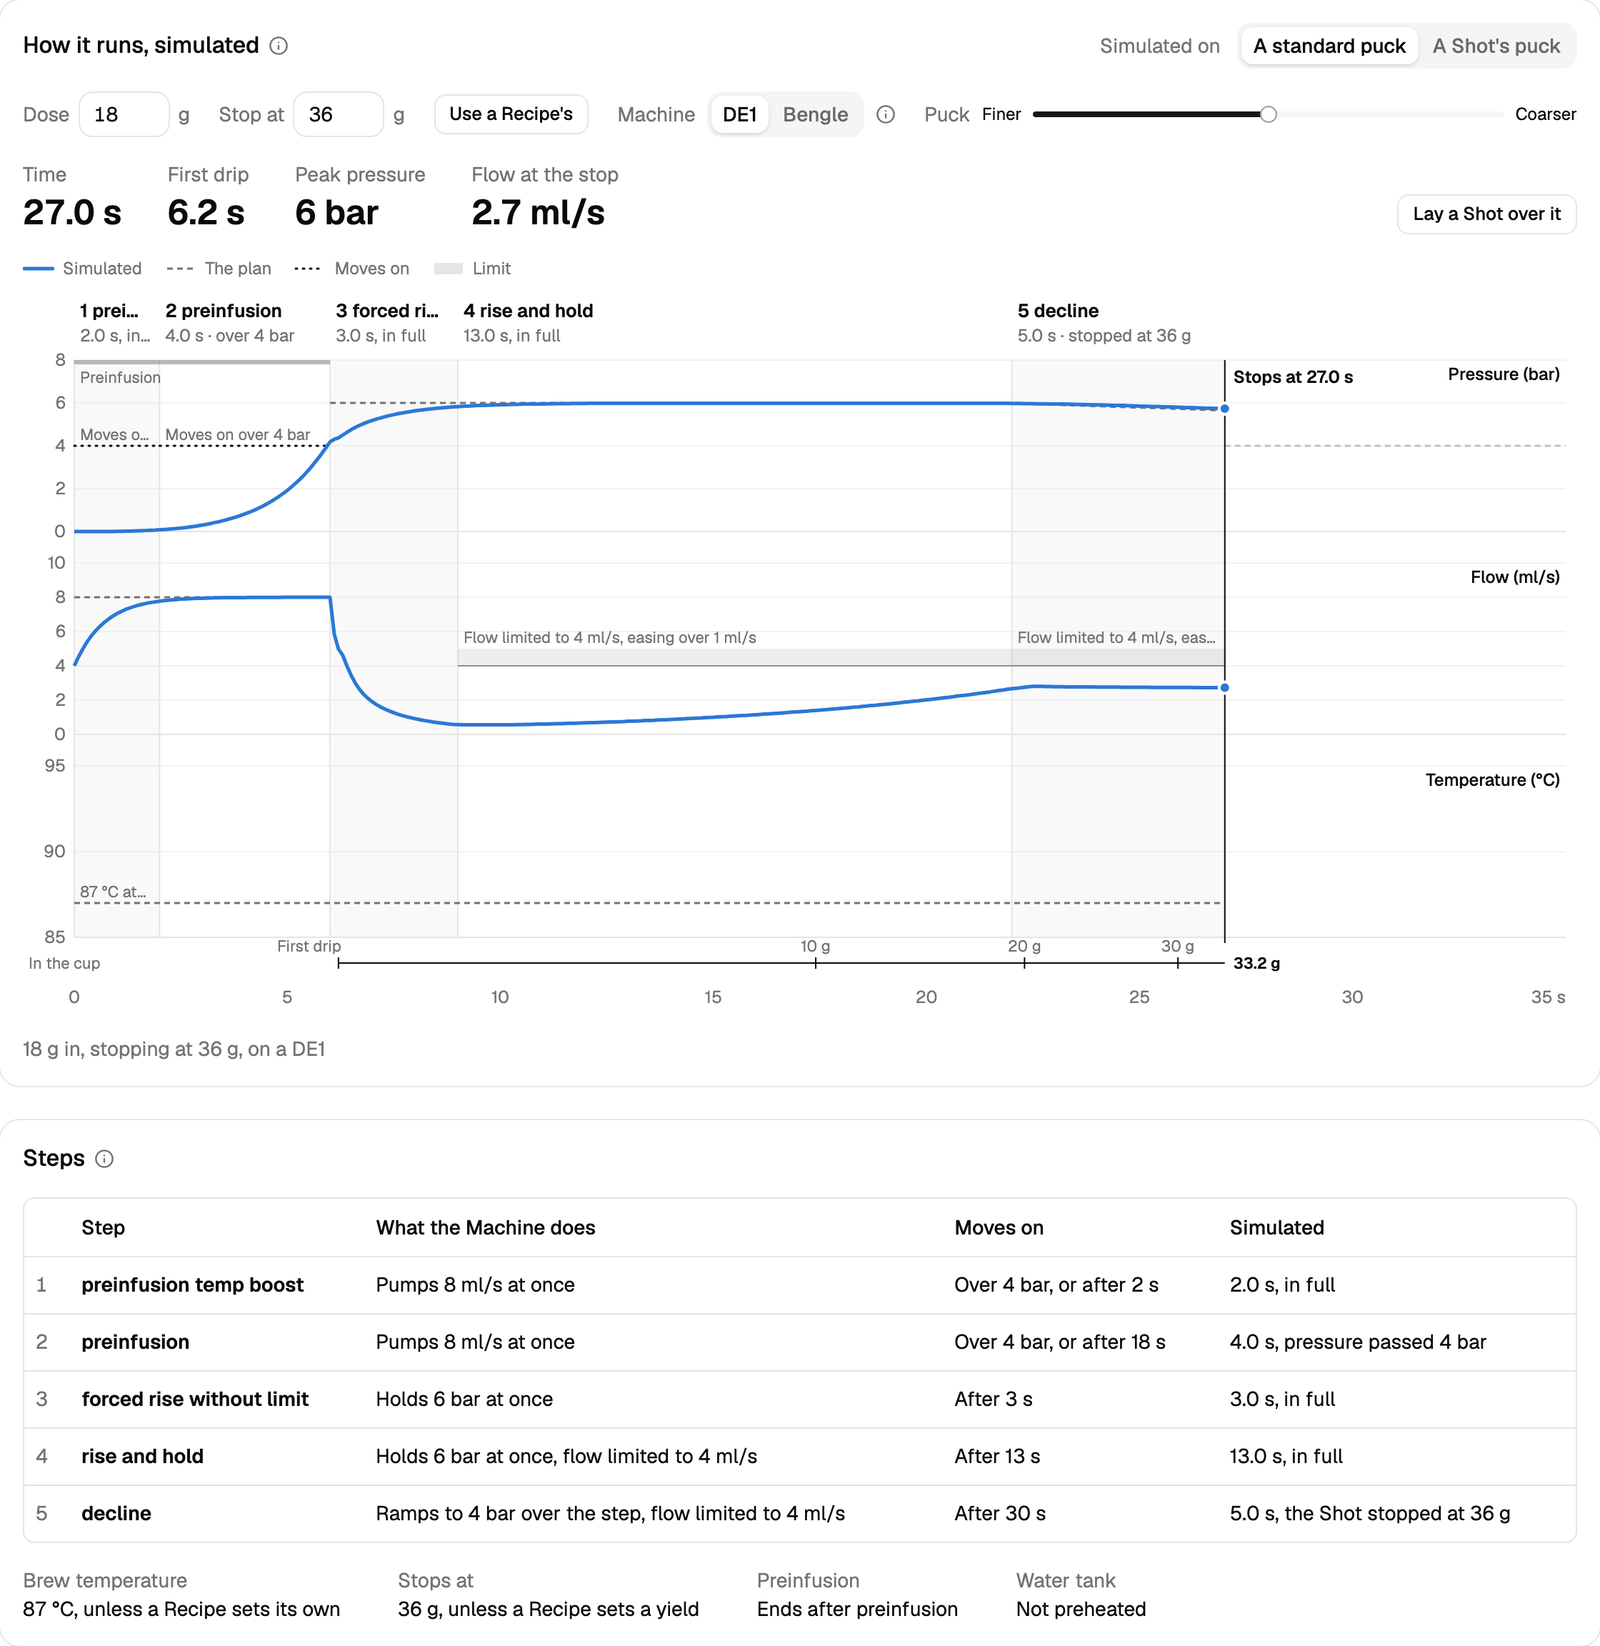 How it runs, simulated
Simulated on A standard puck A Shot's puck
Dose 18 g Stop at 36 g Use a Recipe's Machine DE1 Bengle Puck Finer Coarser
Time First drip Peak pressure Flow at the stop
27.0 s 6.2 s 6 bar 2.7 ml/s
Lay a Shot over it
Simulated The plan Moves on Limit
1 prei... 2 preinfusion 3 forced ri... 4 rise and hold 5 decline
2.0 s, in... 4.0 s · over 4 bar 3.0 s, in full 13.0 s, in full 5.0 s · stopped at 36 g
8
Preinfusion Stops at 27.0 s Pressure (bar)
6
Moves o... Moves on over 4 bar
4
2
0
10
Flow (ml/s)
8
6 Flow limited to 4 ml/s, easing over 1 ml/s Flow limited to 4 ml/s, eas...
4
2
0
95
Temperature (°C)
90
87 °C at...
85
First drip 10 g 20 g 30 g
In the cup 33.2 g
0 5 10 15 20 25 30 35 s
18 g in, stopping at 36 g, on a DE1
Steps
Step What the Machine does Moves on Simulated
1 preinfusion temp boost Pumps 8 ml/s at once Over 4 bar, or after 2 s 2.0 s, in full
2 preinfusion Pumps 8 ml/s at once Over 4 bar, or after 18 s 4.0 s, pressure passed 4 bar
3 forced rise without limit Holds 6 bar at once After 3 s 3.0 s, in full
4 rise and hold Holds 6 bar at once, flow limited to 4 ml/s After 13 s 13.0 s, in full
5 decline Ramps to 4 bar over the step, flow limited to 4 ml/s After 30 s 5.0 s, the Shot stopped at 36 g
Brew temperature Stops at Preinfusion Water tank
87 °C, unless a Recipe sets its own 36 g, unless a Recipe sets a yield Ends after preinfusion Not preheated